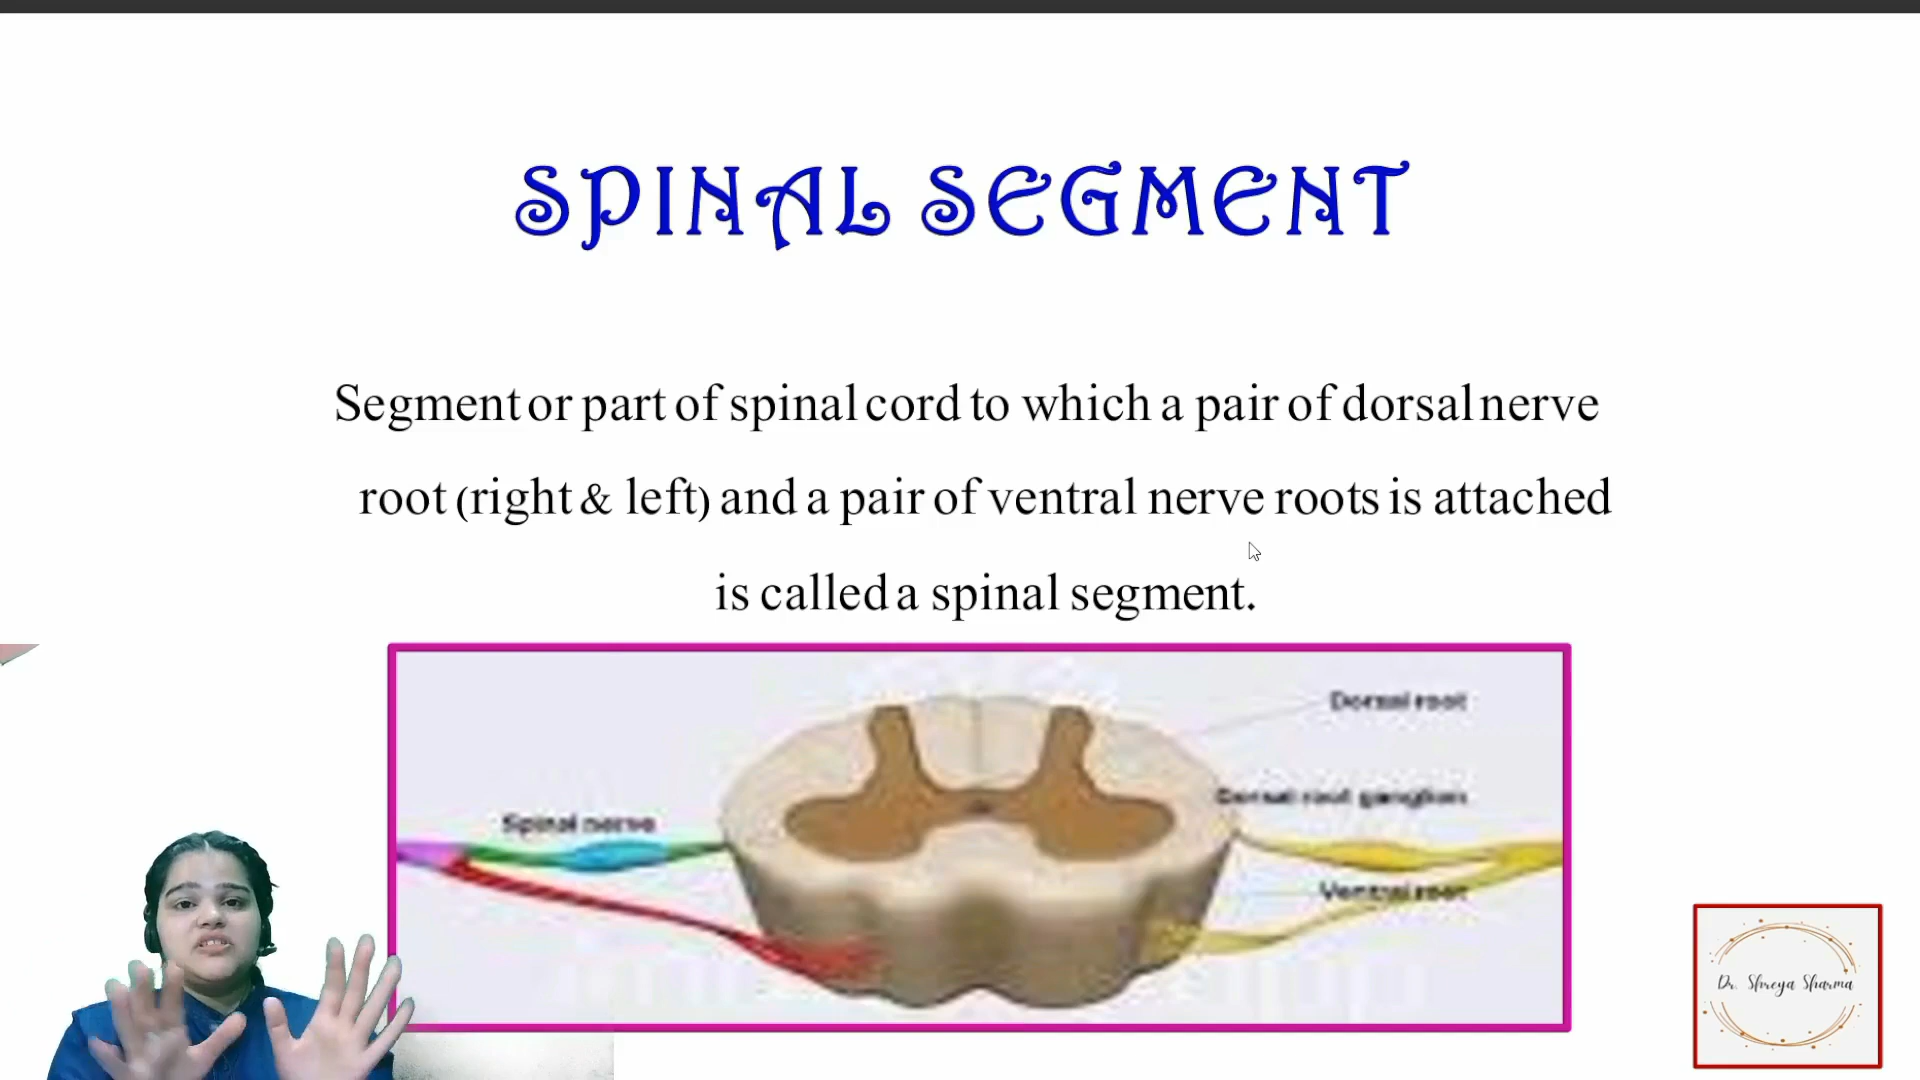 SPINAL SEGMENT
Segment or part of spinal cord to which a pair of dorsal nerve
root (right & left) and a pair of ventral nerve roots is attached
is called a spinal segment.
Dorsal root
Dorsal root ganglion
Spinal nerve
Ventral root
Dr. Shreya Sharma